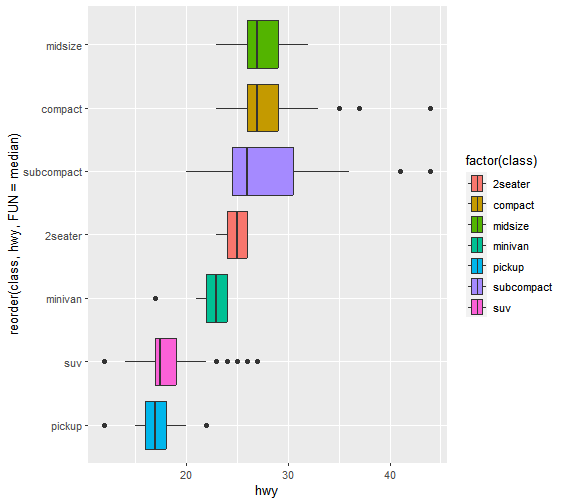 reorder(class, hwy, FUN = median)
midsize
compact
subcompact
2seater
minivan
suv
pickup
20 30 40
hwy
factor(class)
2seater
compact
midsize
minivan
pickup
subcompact
suv